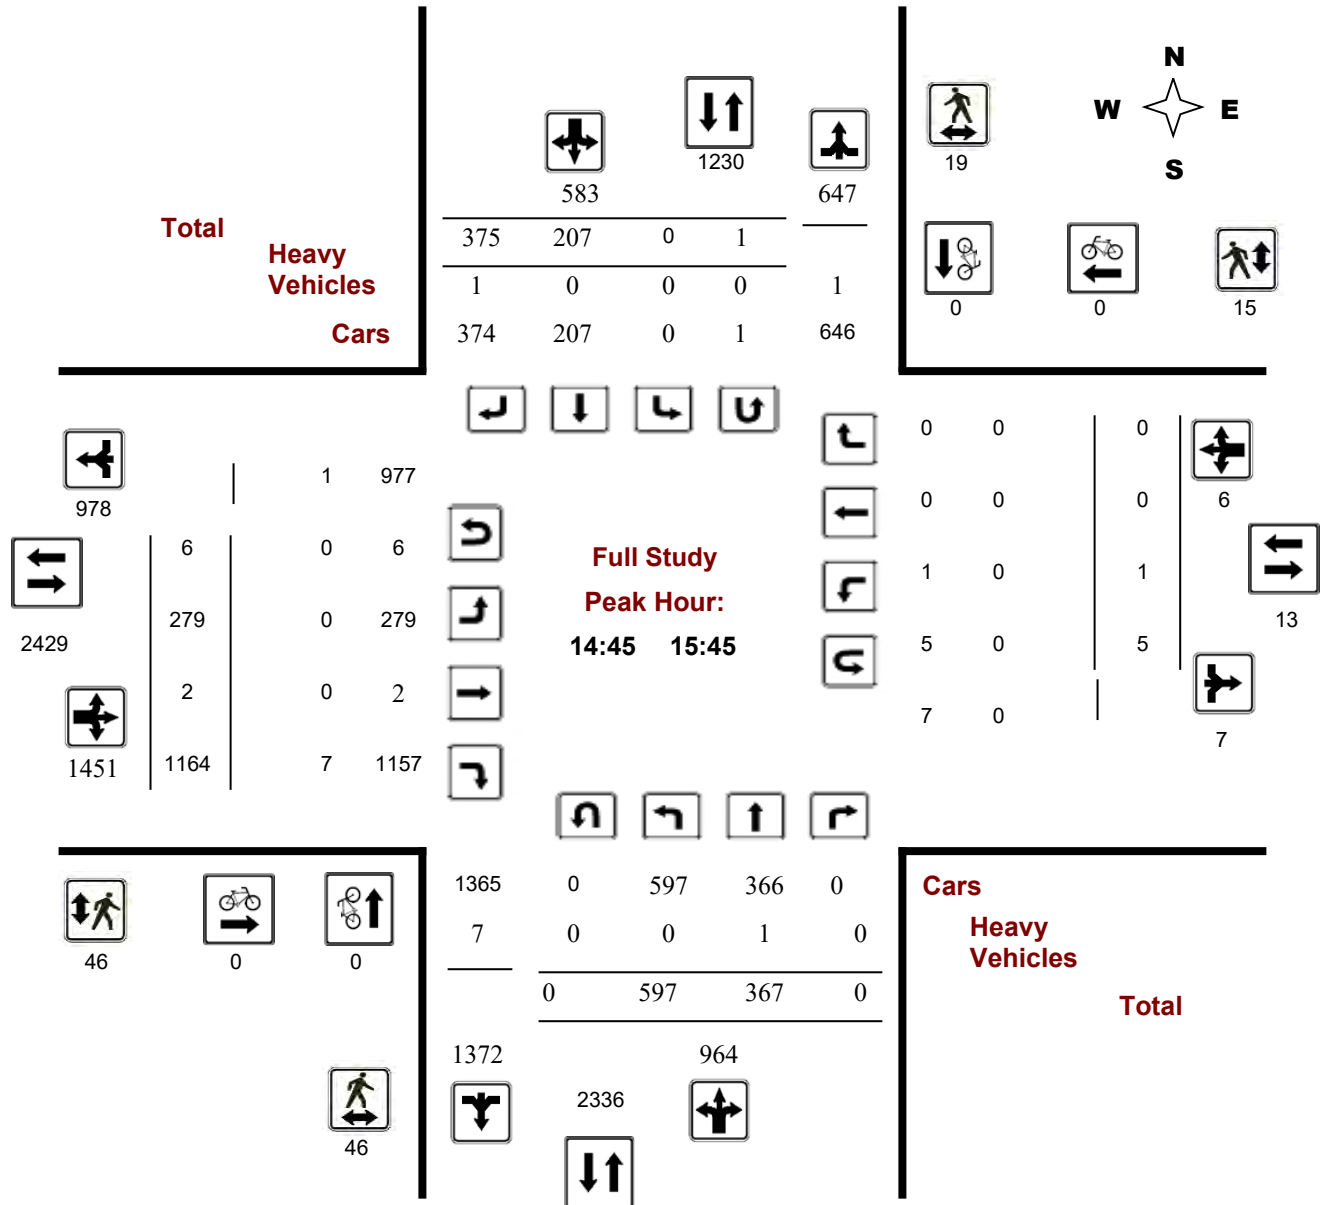 N
W E
S
1230
19
583 647
Total
375 207 0 1
Heavy
Vehicles
1 0 0 0 1
0 0 15
Cars
374 207 0 1 646
0 0 0
1 977
978
0 0 0 6
6 0 6
Full Study
1 0 1
Peak Hour:
279 0 279
13
2429
14:45 15:45
5 0 5
2 0 2
7 0
7
1451 1164 7 1157
1365 0 597 366 0
Cars
7 0 0 1 0
Heavy
Vehicles
46 0 0
0 597 367 0
Total
1372 964
2336
46